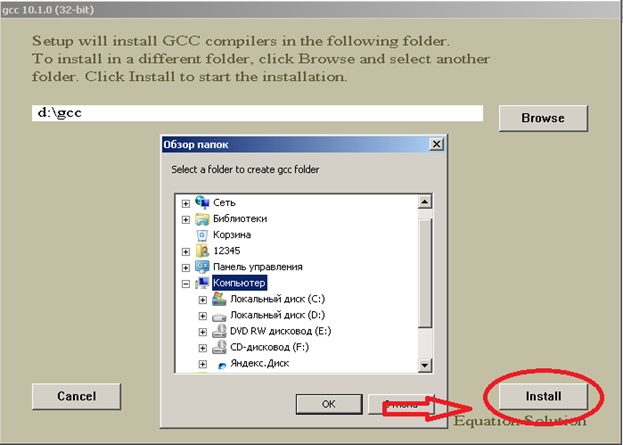 gcc 10.1.0 (32-bit)
Setup will install GCC compilers in the following folder.
To install in a different folder, click Browse and select another
folder. Click Install to start the installation.
d:\gcc
Browse
Обзор папок
Select a folder to create gcc folder
Сеть
Библиотеки
Корзина
12345
Панель управления
Компьютер
Локальный диск (C:)
Локальный диск (D:)
DVD RW дисковод (E:)
CD-дисковод (F:)
Яндекс.Диск
OK
Cancel
Install
Equation Solution